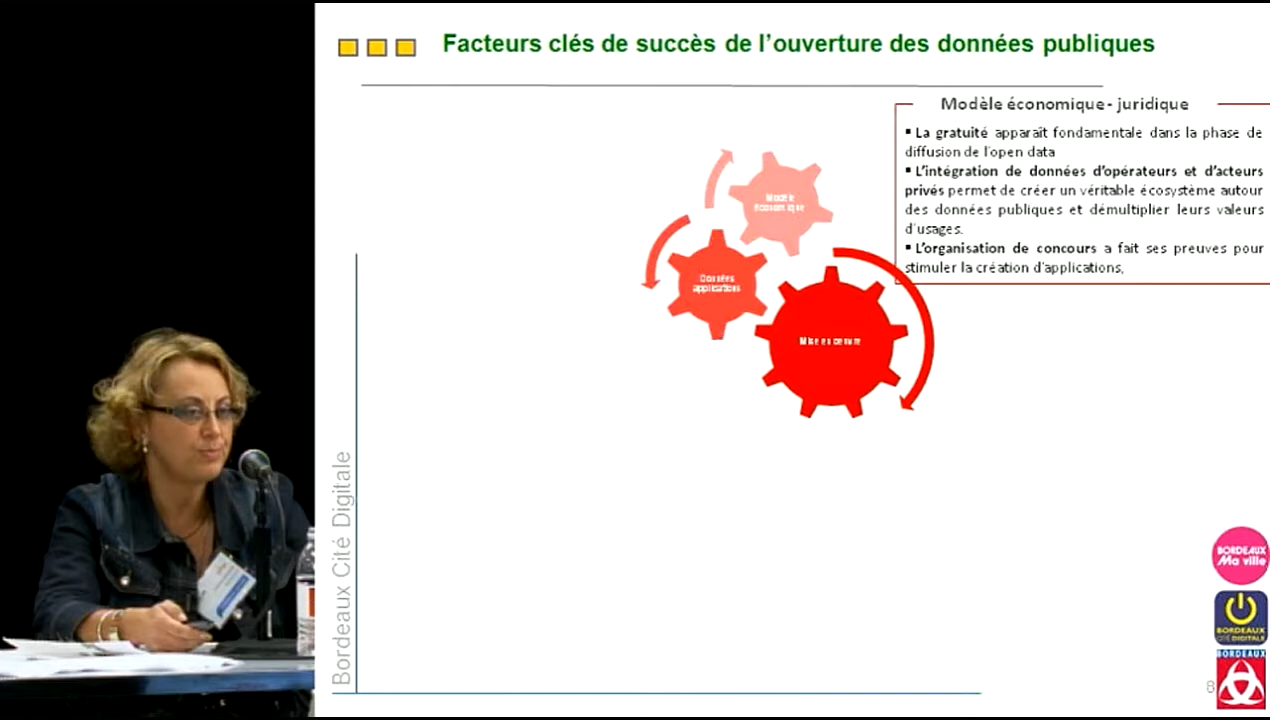 Facteurs clés de succès de l’ouverture des données publiques
Modèle économique - juridique
▪ La gratuité apparaît fondamentale dans la phase de
diffusion de l'open data
▪ L’intégration de données d’opérateurs et d’acteurs
privés permet de créer un véritable écosystème autour
des données publiques et démultiplier leurs valeurs
d’usages.
▪ L’organisation de concours a fait ses preuves pour
stimuler la création d’applications,
Modèle
économique
Données
applications
Mise en œuvre
Bordeaux Cité Digitale
BORDEAUX
Ma ville
BORDEAUX
CITÉ DIGITALE
BORDEAUX
8